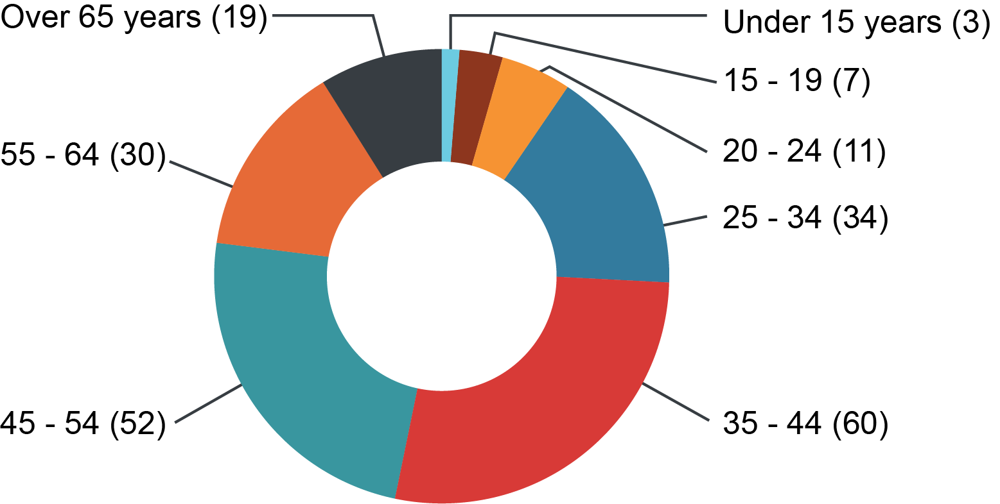 Over 65 years (19)
Under 15 years (3)
15 - 19 (7)
20 - 24 (11)
55 - 64 (30)
25 - 34 (34)
45 - 54 (52)
35 - 44 (60)